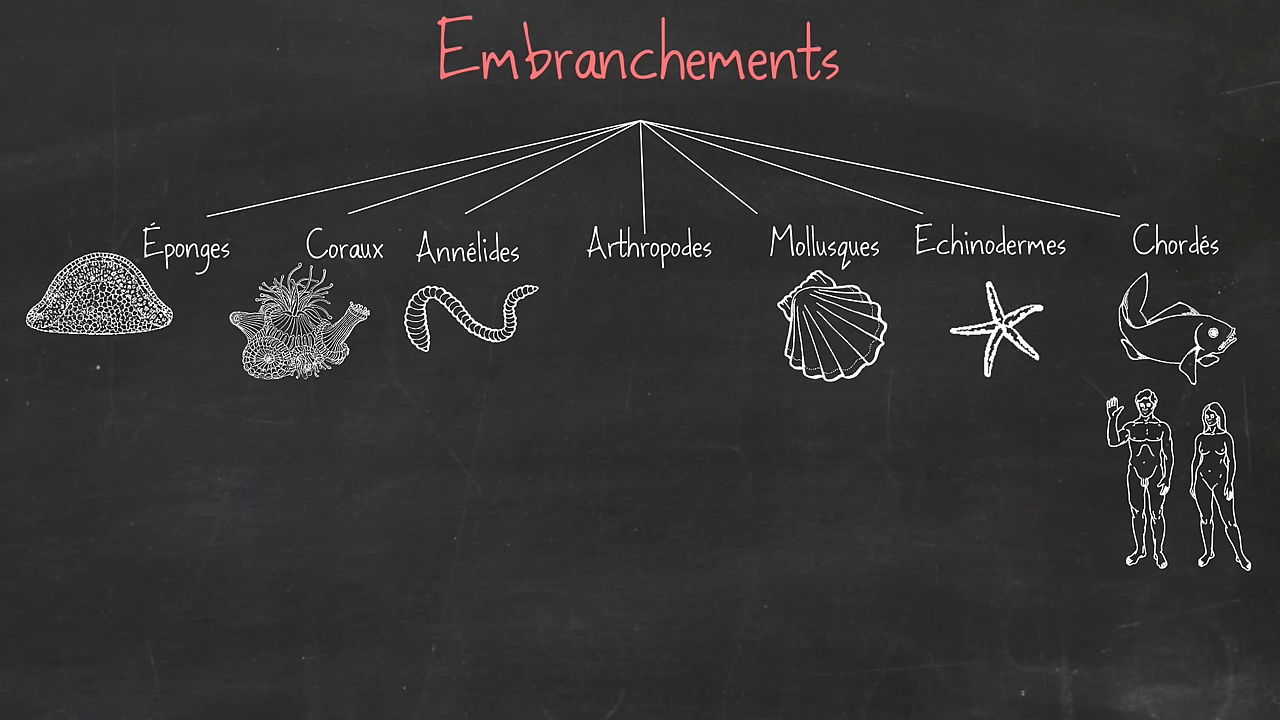 Embranchements
Éponges
Coraux
Annélides
Arthropodes
Mollusques
Echinodermes
Chordés